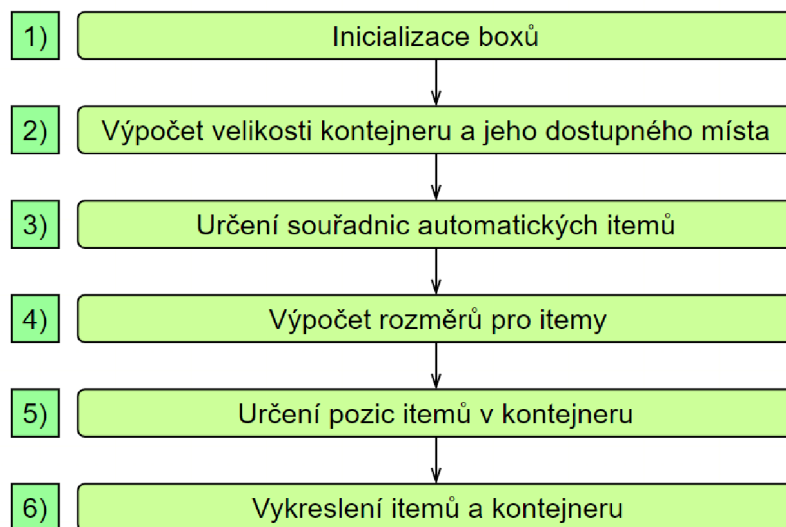 1) Inicializace boxů
2) Výpočet velikosti kontejneru a jeho dostupného místa
3) Určení souřadnic automatických itemů
4) Výpočet rozměrů pro itemy
5) Určení pozic itemů v kontejneru
6) Vykreslení itemů a kontejneru